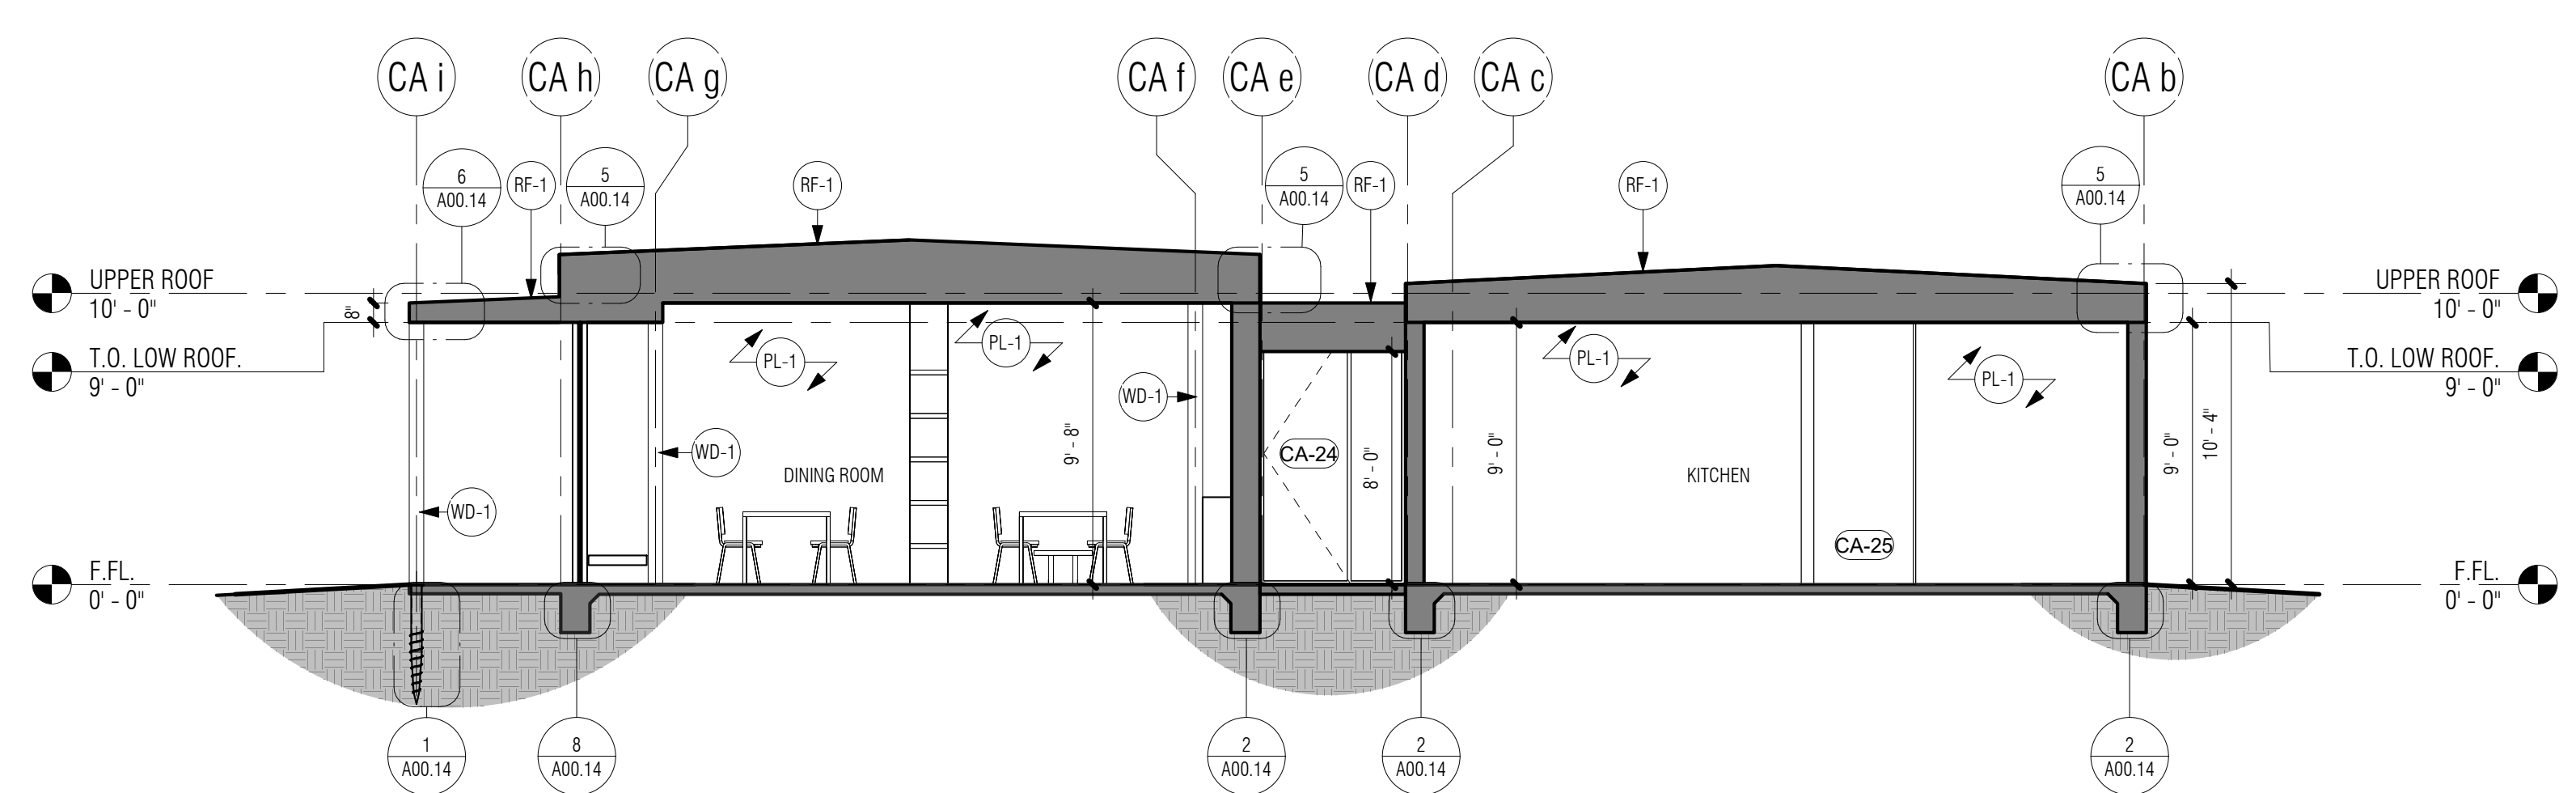 CA i
CA h
CA g
CA f
CA e
CA d
CA c
CA b
6
A00.14
RF-1
5
A00.14
RF-1
5
A00.14
RF-1
RF-1
5
A00.14
UPPER ROOF
10' - 0"
8"
UPPER ROOF
10' - 0"
T.O. LOW ROOF.
9' - 0"
PL-1
PL-1
PL-1
PL-1
T.O. LOW ROOF.
9' - 0"
WD-1
WD-1
WD-1
DINING ROOM
9' - 8"
CA-24
8' - 0"
9' - 0"
KITCHEN
CA-25
9' - 0"
10' - 4"
F.FL.
0' - 0"
F.FL.
0' - 0"
1
A00.14
8
A00.14
2
A00.14
2
A00.14
2
A00.14